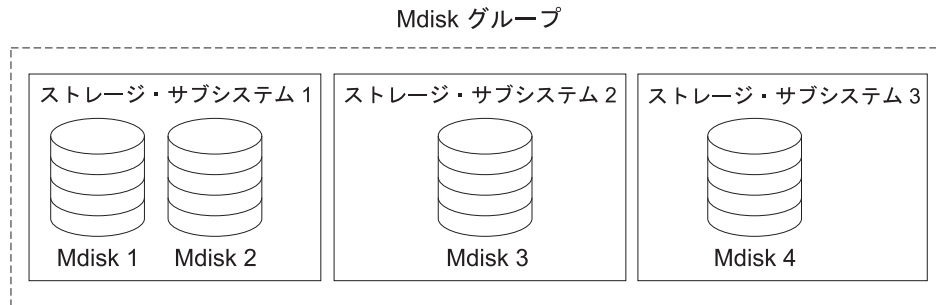 Mdisk グループ
ストレージ・サブシステム 1
ストレージ・サブシステム 2
ストレージ・サブシステム 3
Mdisk 1
Mdisk 2
Mdisk 3
Mdisk 4